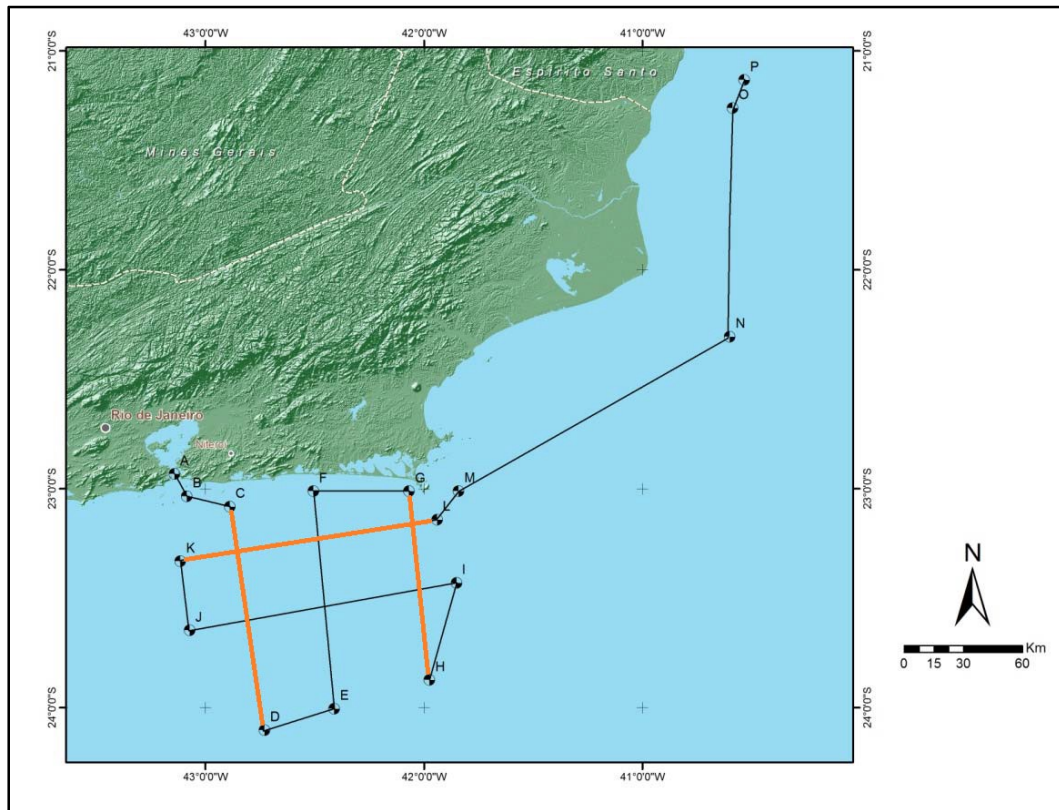 43°0'0"W 42°0'0"W 41°0'0"W
21°0'0"S 21°0'0"S
P
Espírito Santo
O
Minas Gerais
22°0'0"S 22°0'0"S
N
Rio de Janeiro
Niterói
A
B
C
F
G
M
23°0'0"S 23°0'0"S
L
K
I
J
H
E
D
24°0'0"S 24°0'0"S
43°0'0"W 42°0'0"W 41°0'0"W
N
Km
0 15 30 60